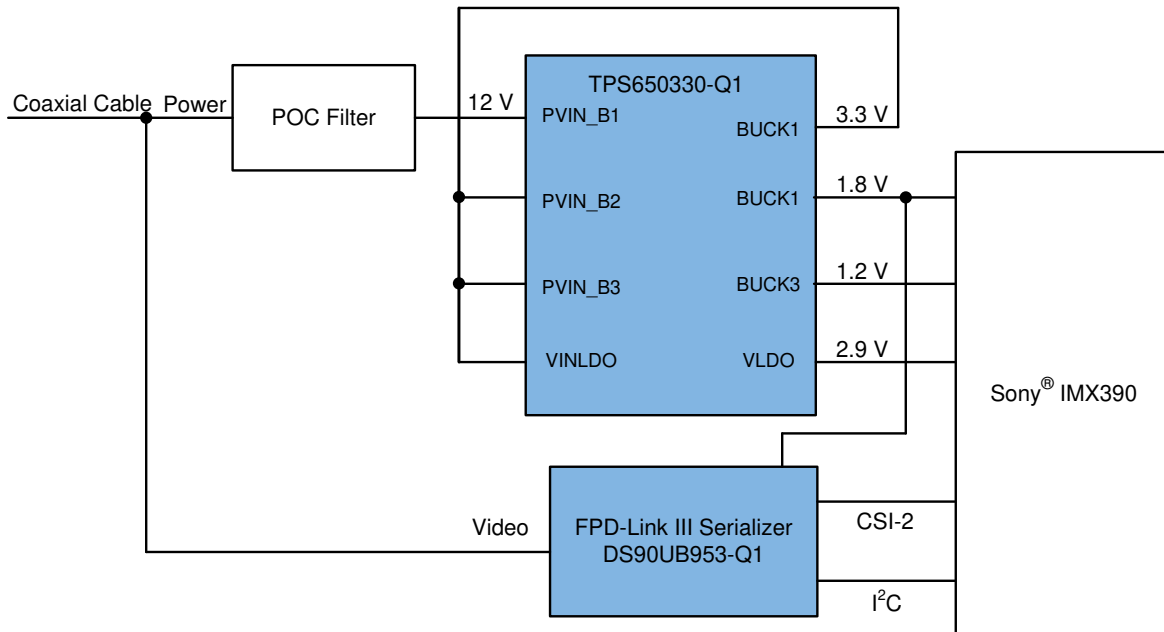 TPS650330-Q1
Coaxial Cable
Power
POC Filter
12 V
PVIN_B1
BUCK1
3.3 V
PVIN_B2
BUCK1
1.8 V
PVIN_B3
BUCK3
1.2 V
VINLDO
VLDO
2.9 V
Sony® IMX390
Video
FPD-Link III Serializer
DS90UB953-Q1
CSI-2
I²C